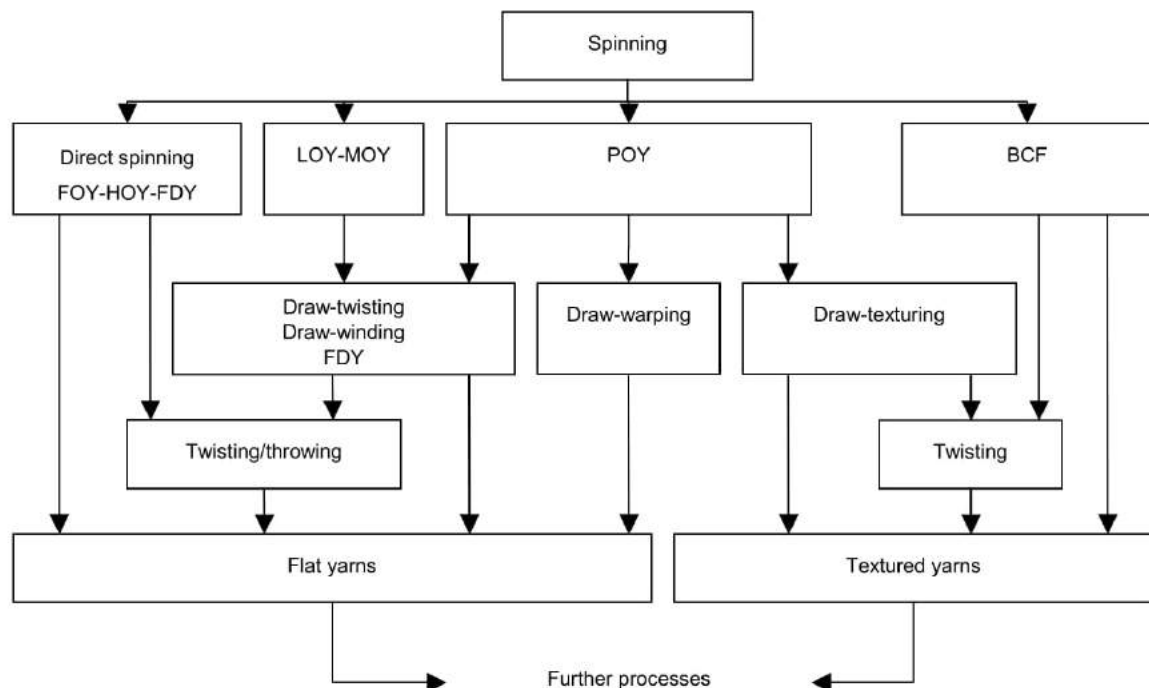 Spinning
Direct spinning
FOY-HOY-FDY
LOY-MOY
POY
BCF
Draw-twisting
Draw-winding
FDY
Draw-warping
Draw-texturing
Twisting/throwing
Twisting
Flat yarns
Textured yarns
Further processes